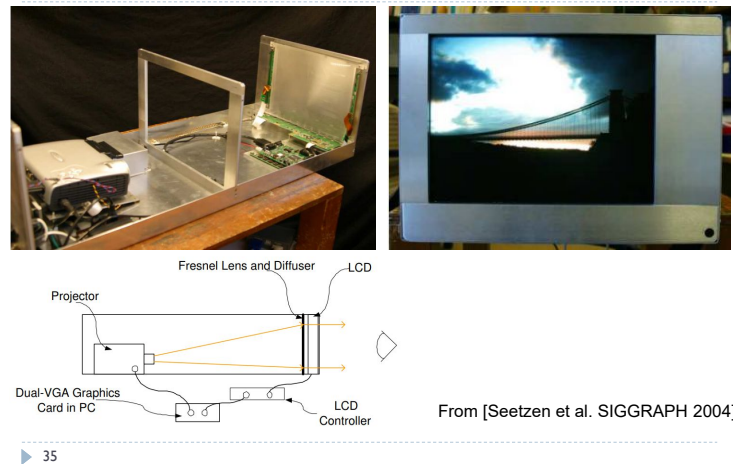 Fresnel Lens and Diffuser
LCD
Projector
Dual-VGA Graphics
Card in PC
LCD
Controller
From [Seetzen et al. SIGGRAPH 2004]
35